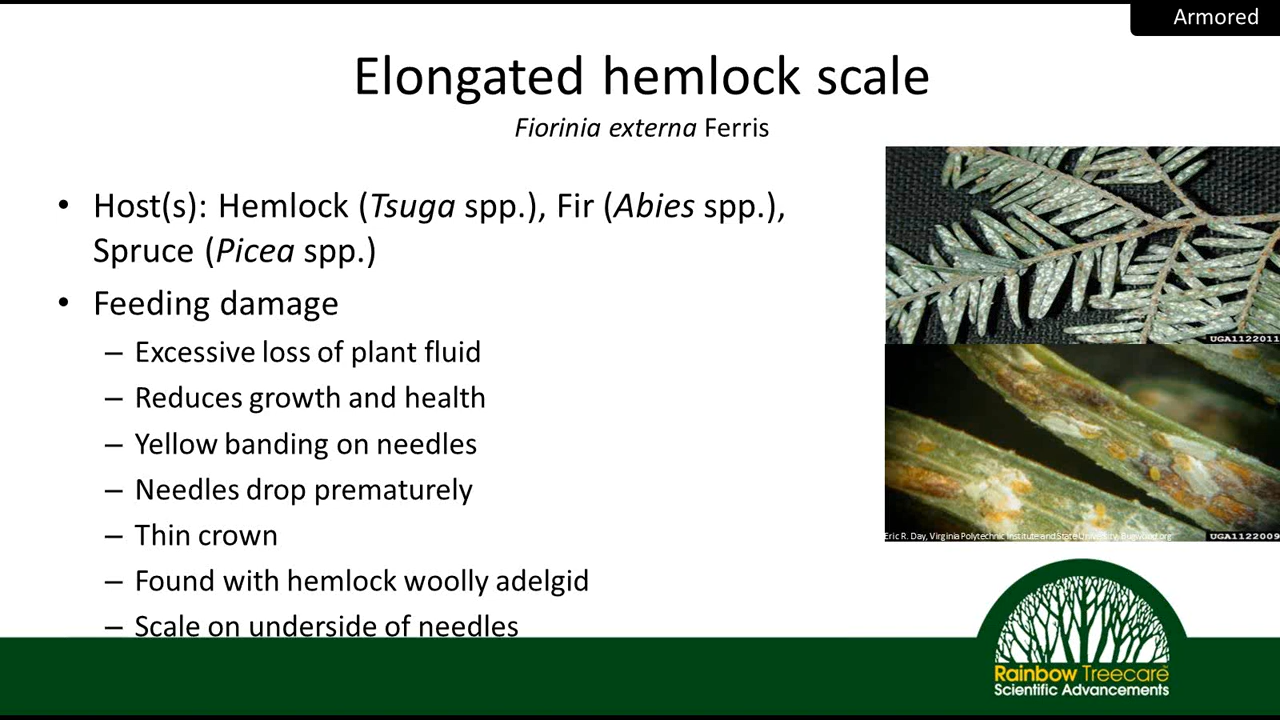 Armored
Elongated hemlock scale
Fiorinia externa Ferris
• Host(s): Hemlock (Tsuga spp.), Fir (Abies spp.),
Spruce (Picea spp.)
• Feeding damage
– Excessive loss of plant fluid
– Reduces growth and health
– Yellow banding on needles
– Needles drop prematurely
– Thin crown
– Found with hemlock woolly adelgid
– Scale on underside of needles
UGA1122011
Eric R. Day, Virginia Polytechnic Institute and State University, Bugwood.org
UGA1122009
Rainbow Treecare
Scientific Advancements